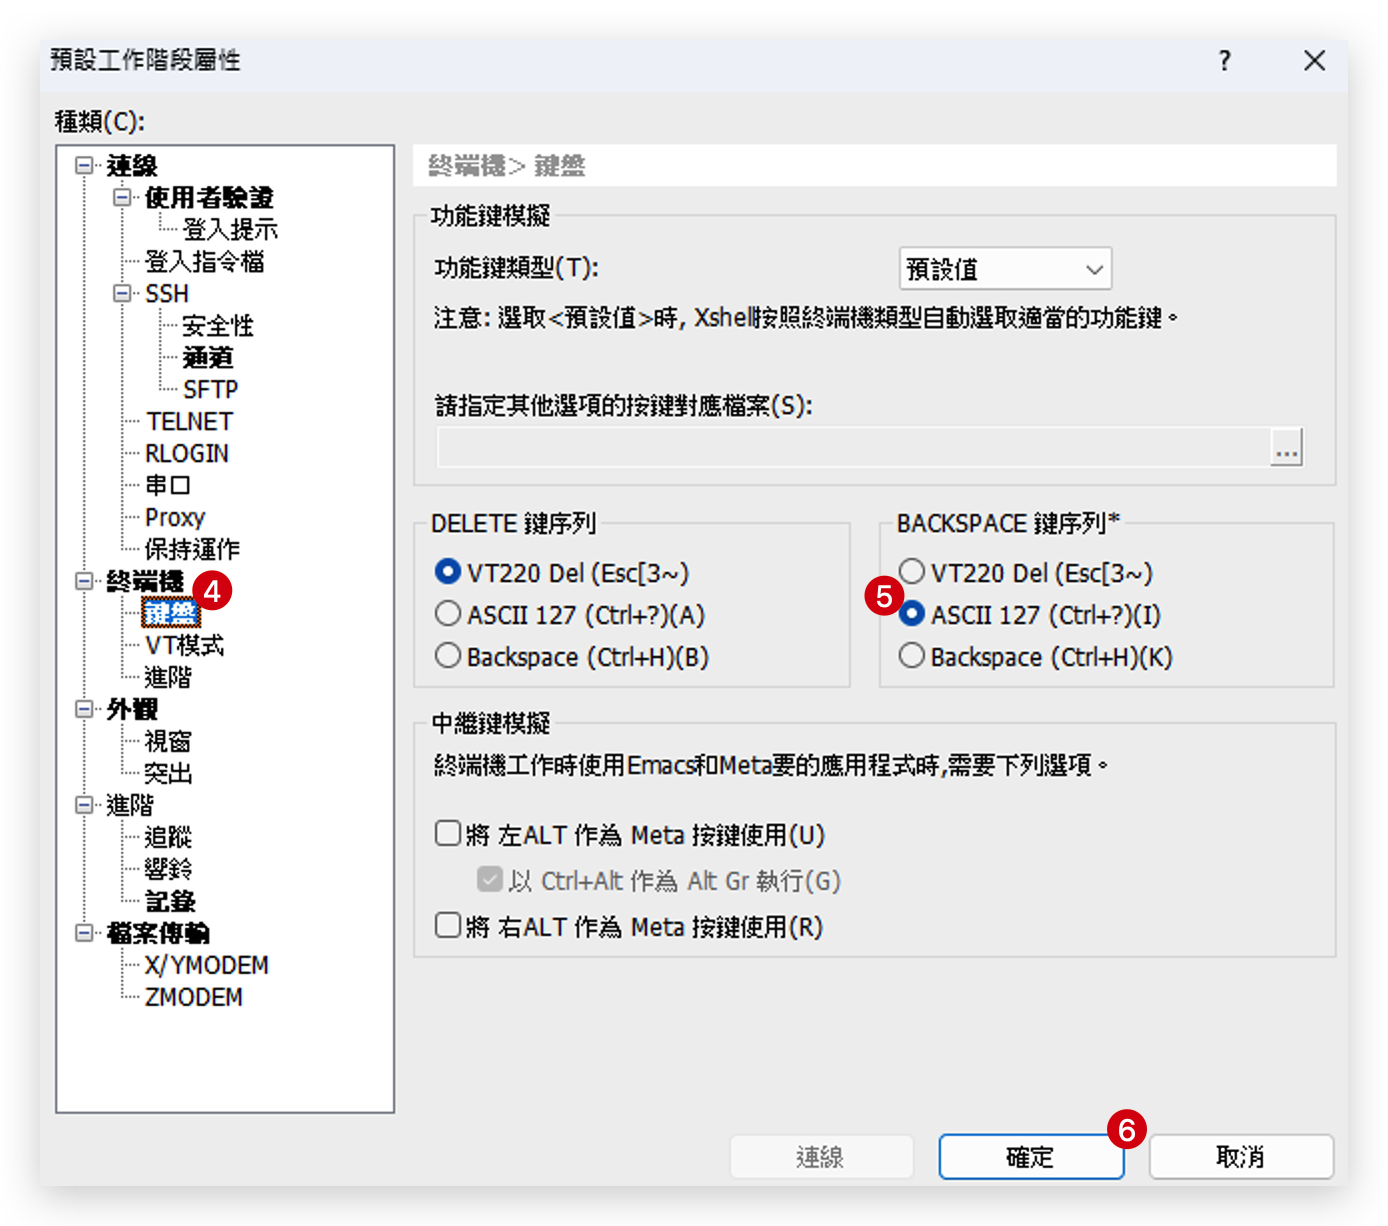 預設工作階段屬性
?
種類(C):
連線
使用者驗證
登入提示
登入指令檔
SSH
安全性
通道
SFTP
TELNET
RLOGIN
串口
Proxy
保持運作
終端機
4
鍵盤
VT模式
進階
外觀
視窗
突出
進階
追蹤
響鈴
記錄
檔案傳輸
X/YMODEM
ZMODEM
終端機> 鍵盤
功能鍵模擬
功能鍵類型(T):
預設值
注意: 選取<預設值>時, Xshell按照終端機類型自動選取適當的功能鍵。
請指定其他選項的按鍵對應檔案(S):
...
DELETE 鍵序列
VT220 Del (Esc[3~)
ASCII 127 (Ctrl+?)(A)
Backspace (Ctrl+H)(B)
BACKSPACE 鍵序列*
VT220 Del (Esc[3~)
5
ASCII 127 (Ctrl+?)(I)
Backspace (Ctrl+H)(K)
中繼鍵模擬
終端機工作時使用Emacs和Meta要的應用程式時,需要下列選項。
將 左ALT 作為 Meta 按鍵使用(U)
以 Ctrl+Alt 作為 Alt Gr 執行(G)
將 右ALT 作為 Meta 按鍵使用(R)
6
連線
確定
取消